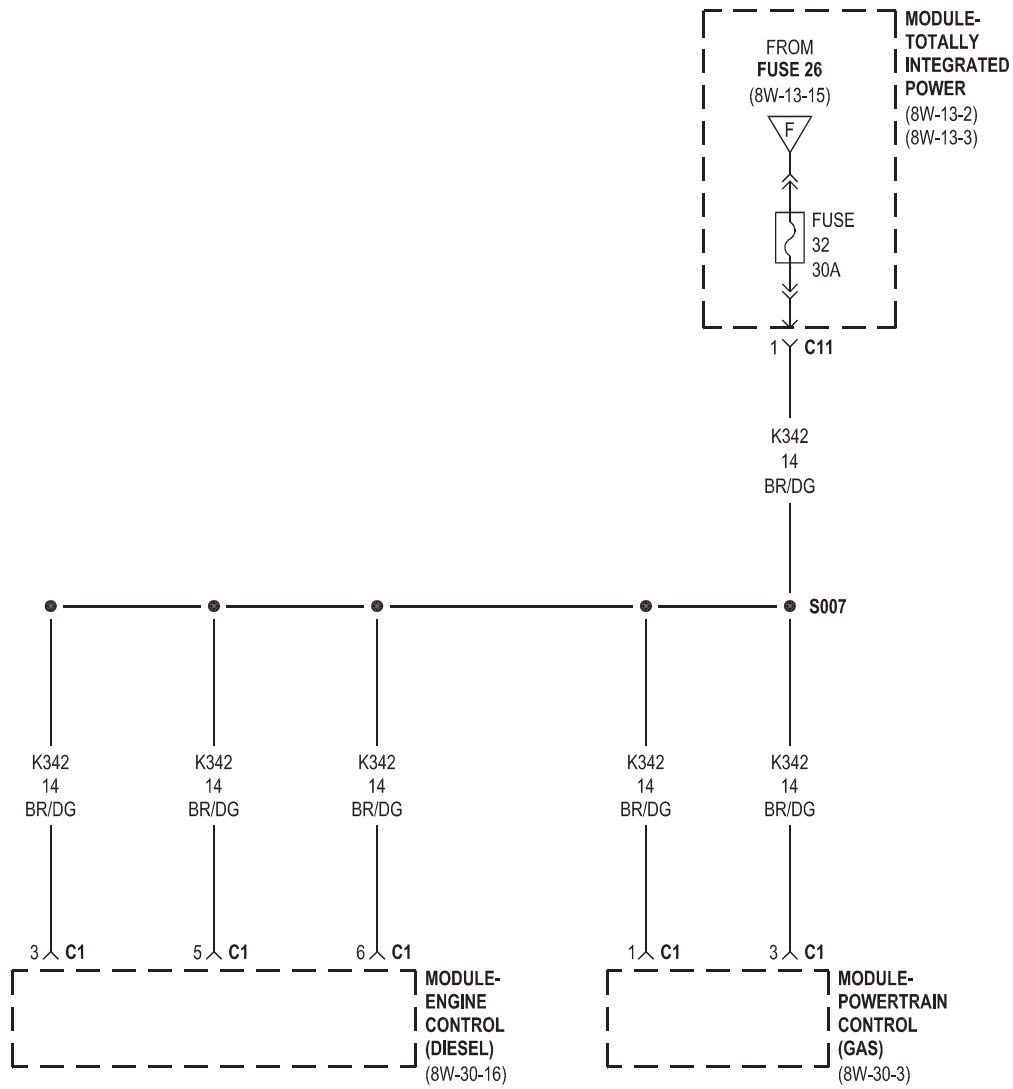 MODULE-
TOTALLY
INTEGRATED
POWER
(8W-13-2)
(8W-13-3)
FROM
FUSE 26
(8W-13-15)
F
FUSE
32
30A
1 C11
K342
14
BR/DG
S007
K342
14
BR/DG
K342
14
BR/DG
K342
14
BR/DG
K342
14
BR/DG
K342
14
BR/DG
3 C1
5 C1
6 C1
1 C1
3 C1
MODULE-
ENGINE
CONTROL
(DIESEL)
(8W-30-16)
MODULE-
POWERTRAIN
CONTROL
(GAS)
(8W-30-3)